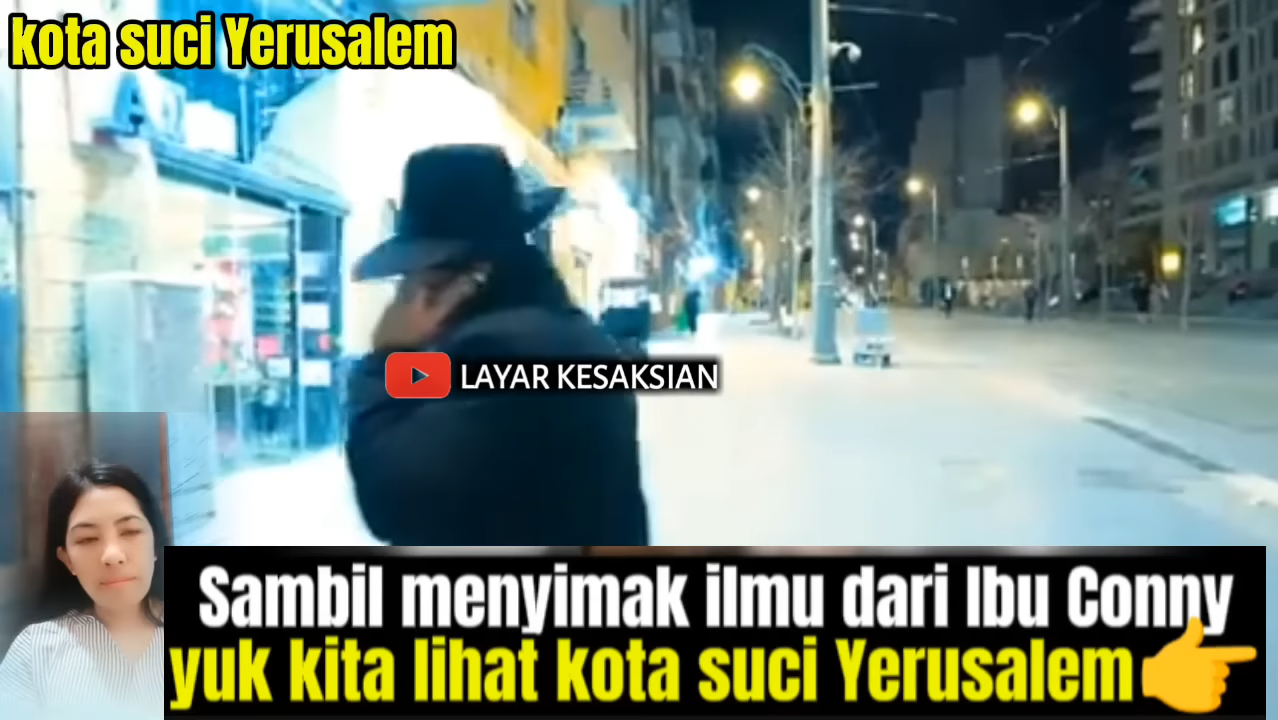 kota suci Yerusalem
LAYAR KESAKSIAN
Sambil menyimak ilmu dari Ibu Conny
yuk kita lihat kota suci Yerusalem